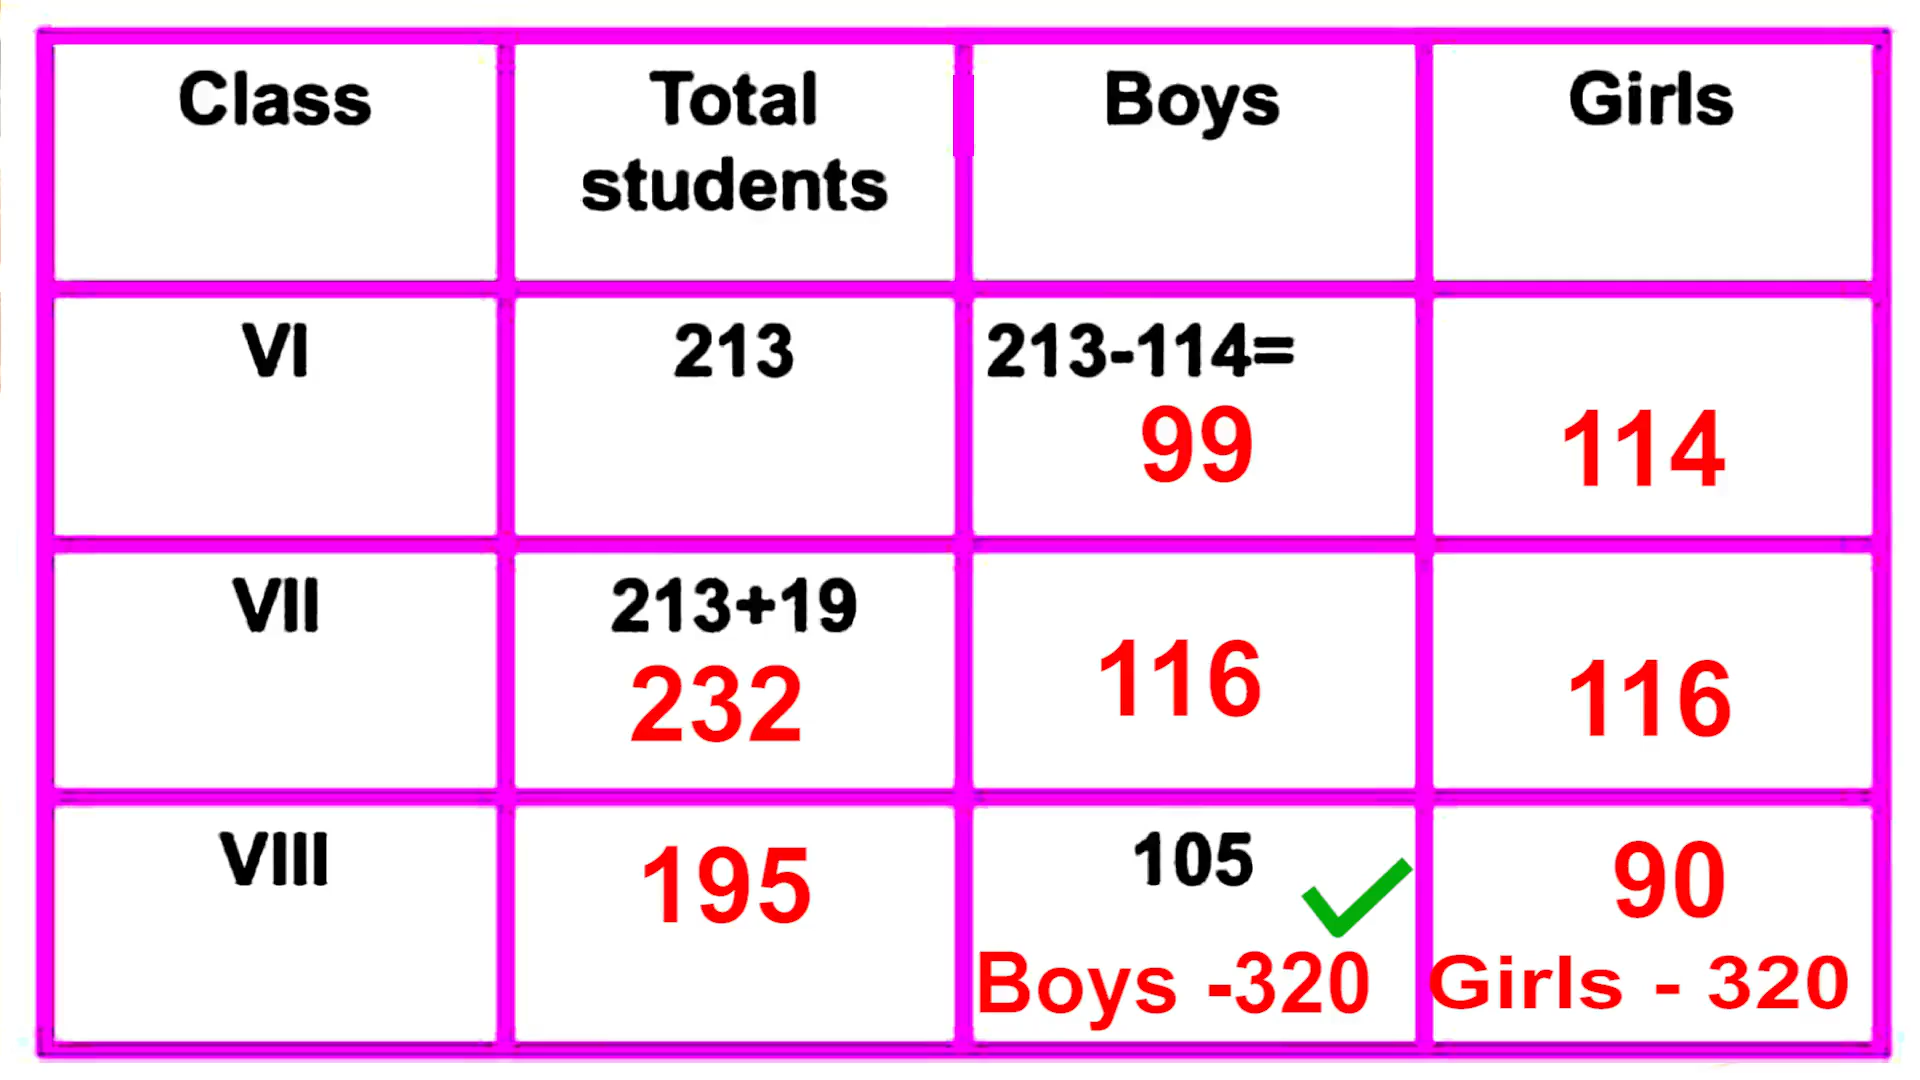 Class
Total
students
Boys
Girls
VI
213
213-114=
99
114
VII
213+19
232
116
116
VIII
195
105
Boys -320
90
Girls - 320